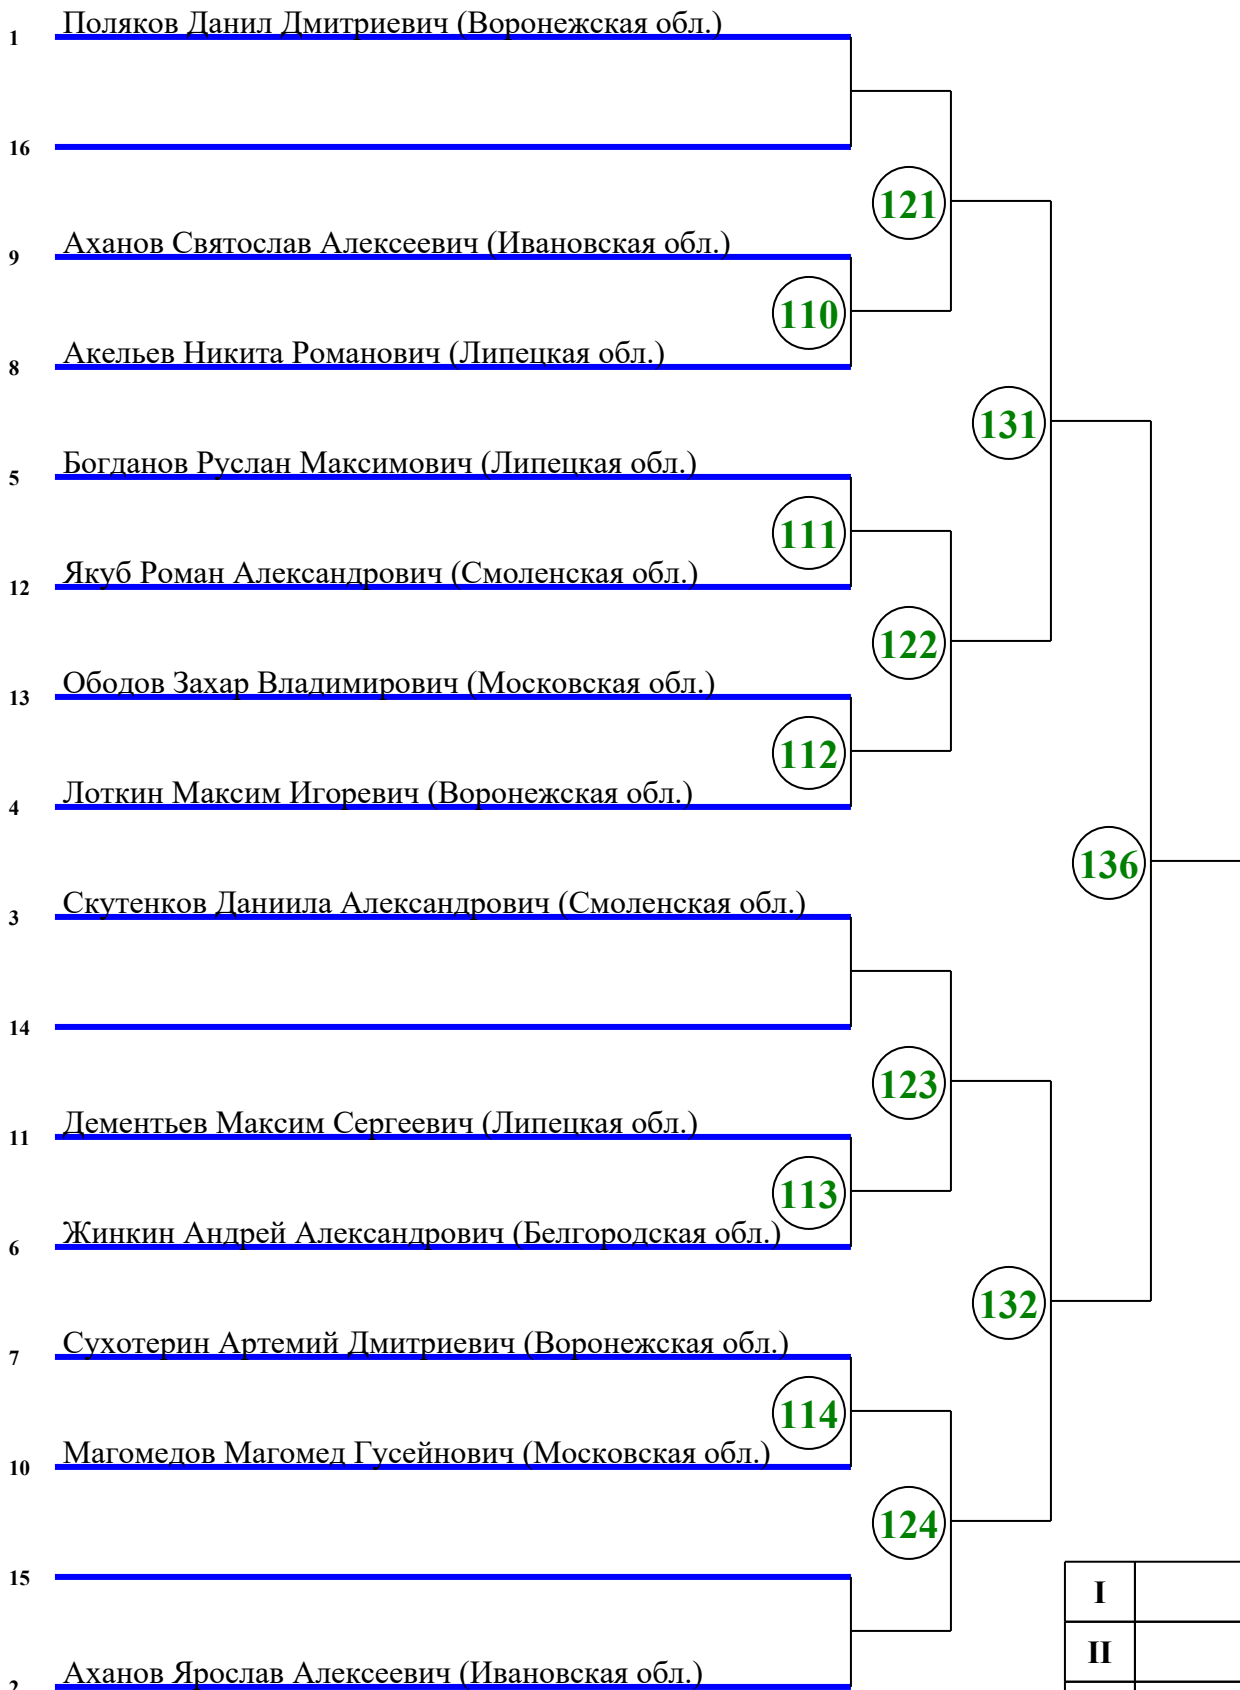 1 Поляков Данил Дмитриевич (Воронежская обл.)
16
121
9 Аханов Святослав Алексеевич (Ивановская обл.)
110
8 Акельев Никита Романович (Липецкая обл.)
131
5 Богданов Руслан Максимович (Липецкая обл.)
111
12 Якуб Роман Александрович (Смоленская обл.)
122
13 Ободов Захар Владимирович (Московская обл.)
112
4 Лоткин Максим Игоревич (Воронежская обл.)
136
3 Скутенков Даниила Александрович (Смоленская обл.)
14
123
11 Дементьев Максим Сергеевич (Липецкая обл.)
113
6 Жинкин Андрей Александрович (Белгородская обл.)
132
7 Сухотерин Артемий Дмитриевич (Воронежская обл.)
114
10 Магомедов Магомед Гусейнович (Московская обл.)
124
15
I
II
2 Аханов Ярослав Алексеевич (Ивановская обл.)